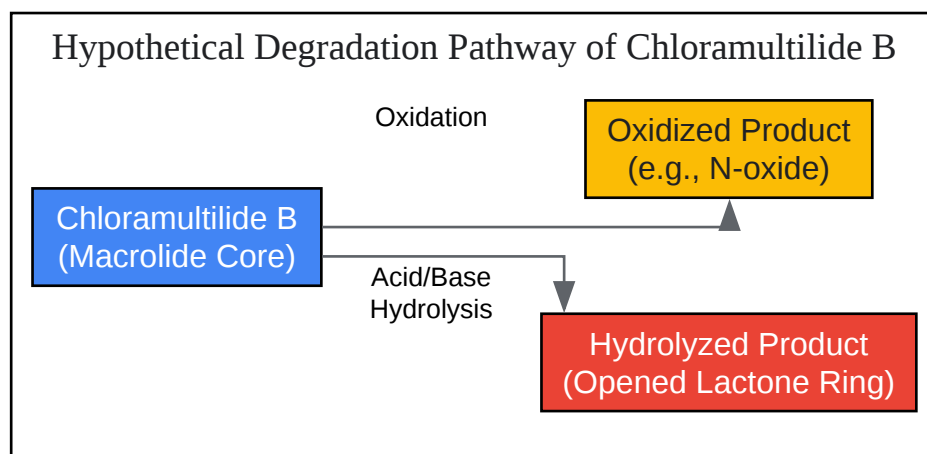 Hypothetical Degradation Pathway of Chloramultilide B
Oxidation
Oxidized Product
(e.g., N-oxide)
Chloramultilide B
(Macrolide Core)
Acid/Base
Hydrolysis
Hydrolyzed Product
(Opened Lactone Ring)